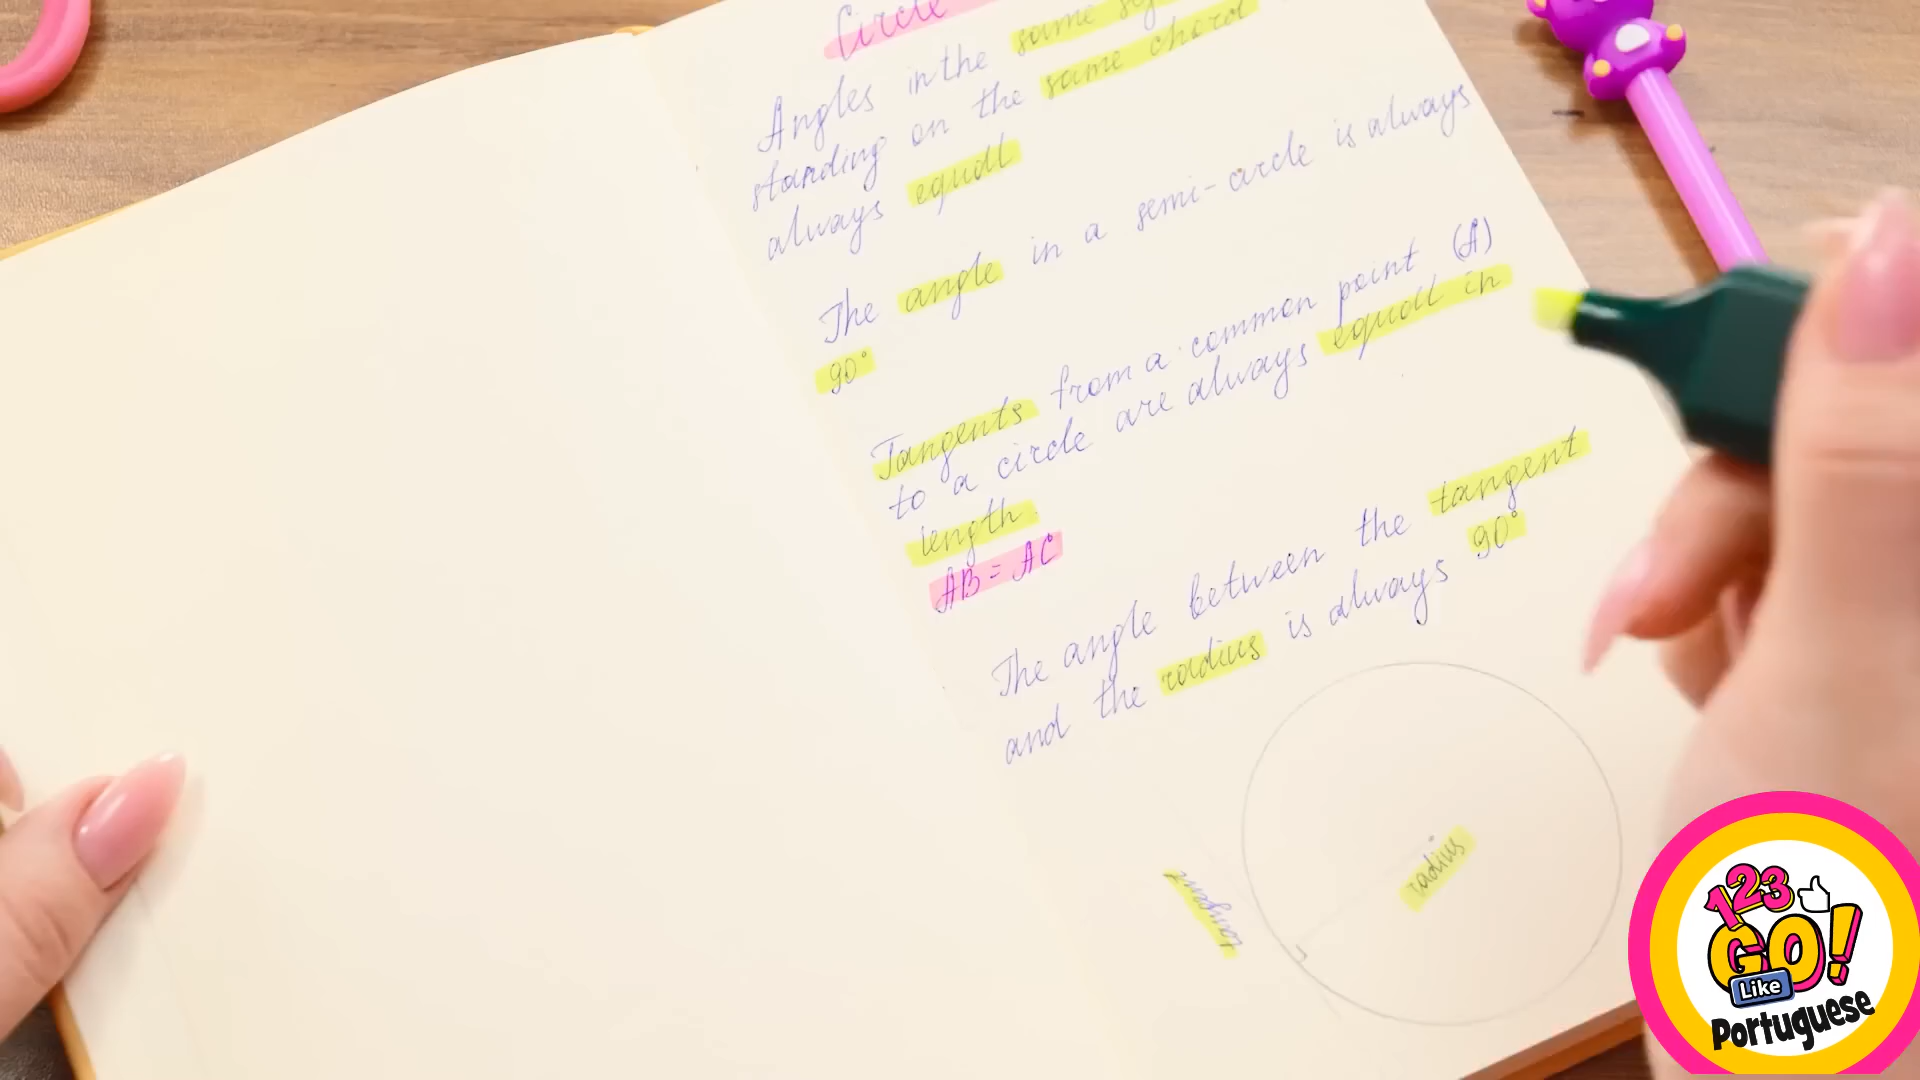 Circle
Angles in the same
standing on the same chord
always equall
The angle in a semi-circle is always
90°
Tangents from a common point (A)
to a circle are always equall in
length.
AB = AC
The angle between the tangent
and the radius is always 90°
radius
tangent
123
GO!
Like
Portuguese